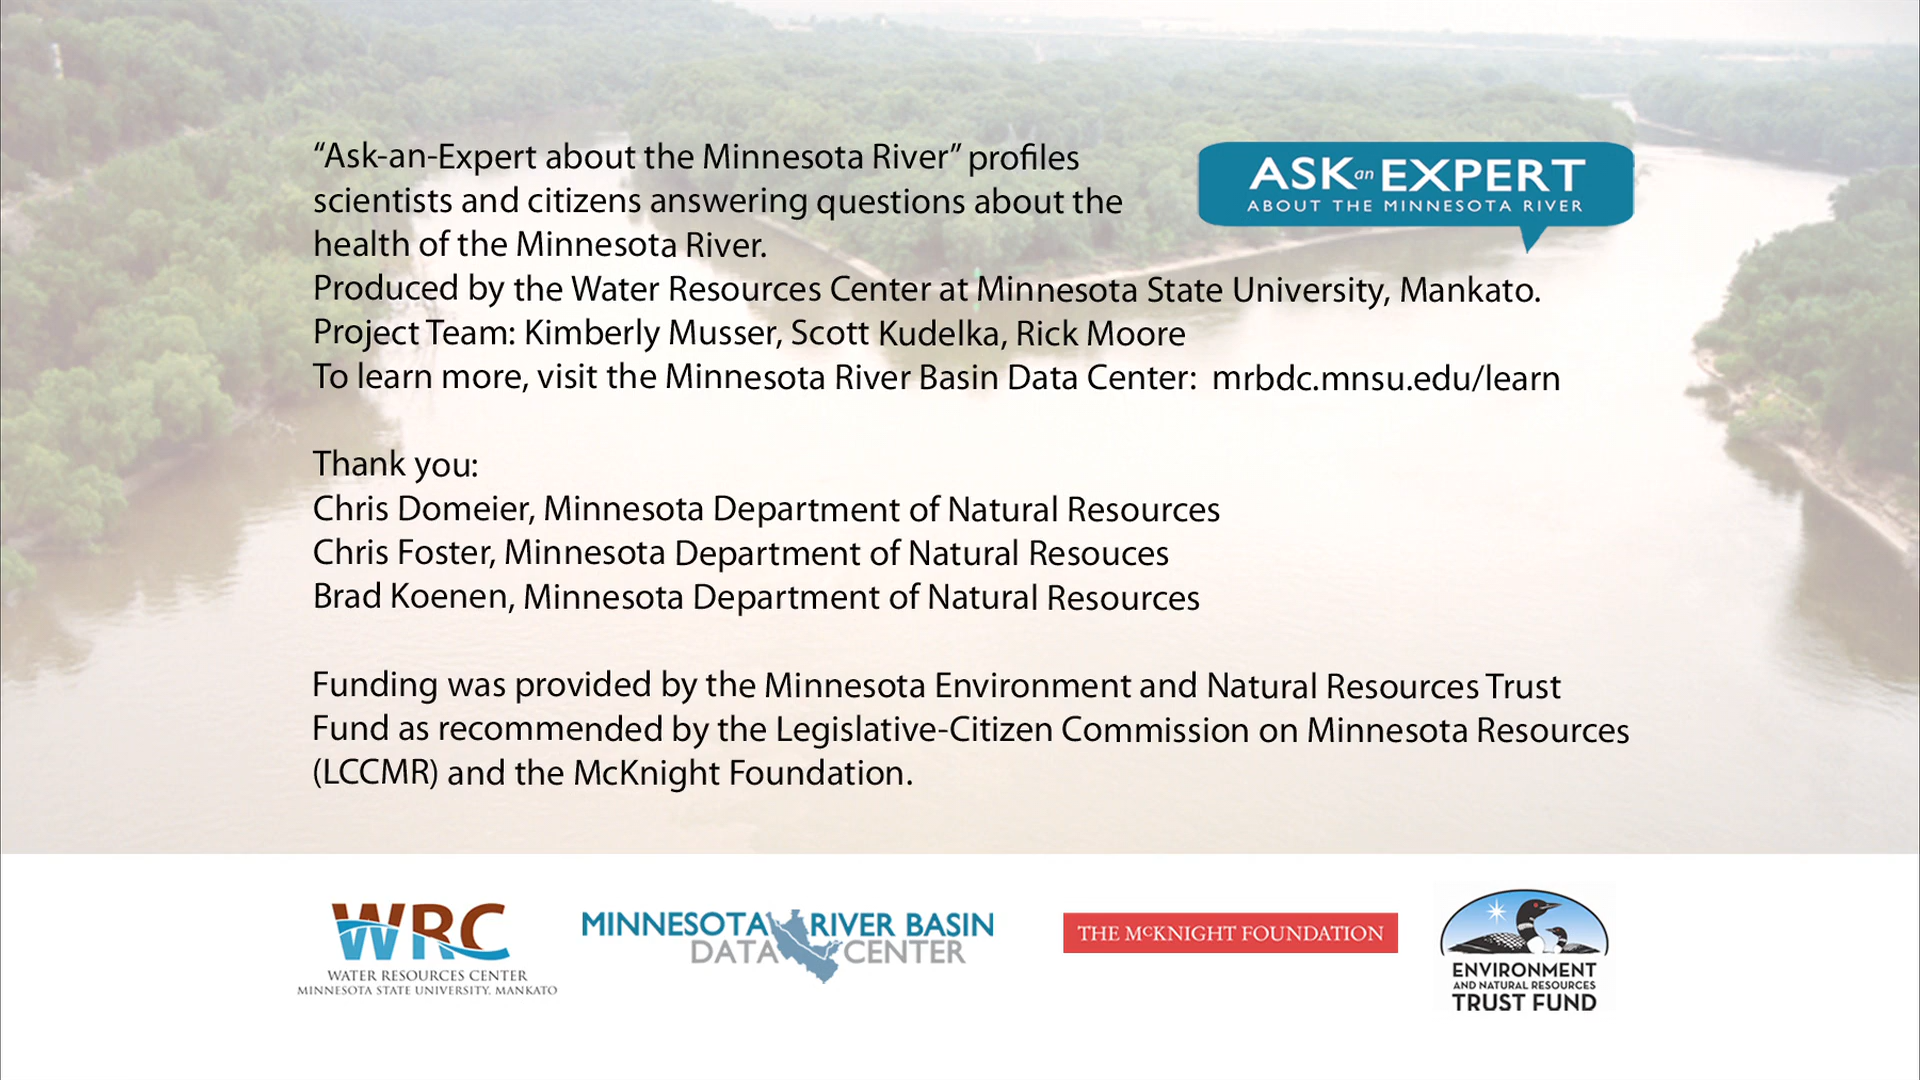 “Ask-an-Expert about the Minnesota River” profiles
scientists and citizens answering questions about the
health of the Minnesota River.
Produced by the Water Resources Center at Minnesota State University, Mankato.
Project Team: Kimberly Musser, Scott Kudelka, Rick Moore
To learn more, visit the Minnesota River Basin Data Center:  mrbdc.mnsu.edu/learn
ASK an EXPERT
ABOUT THE MINNESOTA RIVER
Thank you:
Chris Domeier, Minnesota Department of Natural Resources
Chris Foster, Minnesota Department of Natural Resouces
Brad Koenen, Minnesota Department of Natural Resources
Funding was provided by the Minnesota Environment and Natural Resources Trust
Fund as recommended by the Legislative-Citizen Commission on Minnesota Resources
(LCCMR) and the McKnight Foundation.
WRC
WATER RESOURCES CENTER
MINNESOTA STATE UNIVERSITY, MANKATO
MINNESOTA RIVER BASIN
DATA CENTER
THE McKNIGHT FOUNDATION
ENVIRONMENT
AND NATURAL RESOURCES
TRUST FUND